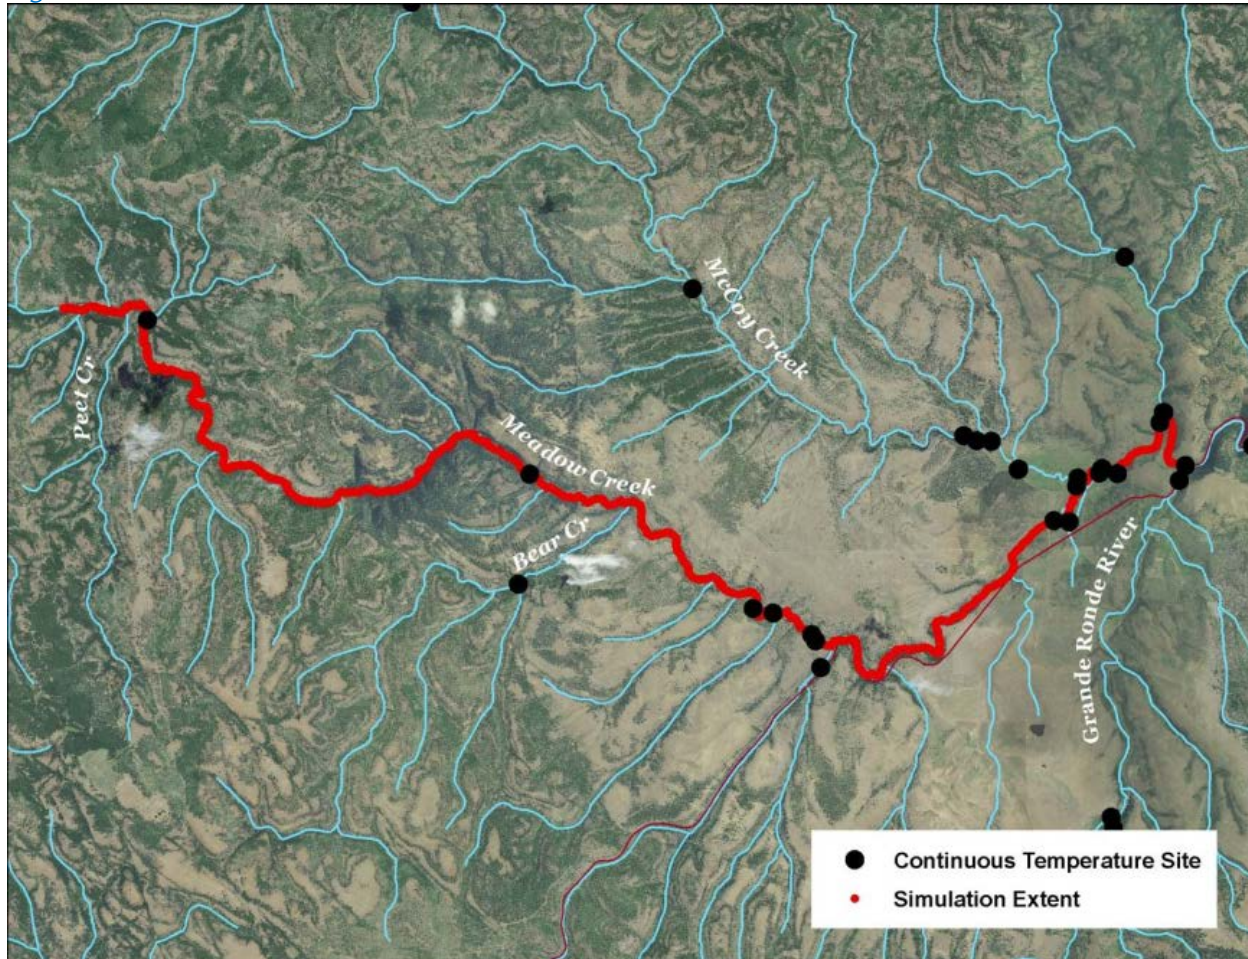 McCoy Creek
Peet Cr
Meadow Creek
Bear Cr
Grande Ronde River
Continuous Temperature Site
Simulation Extent